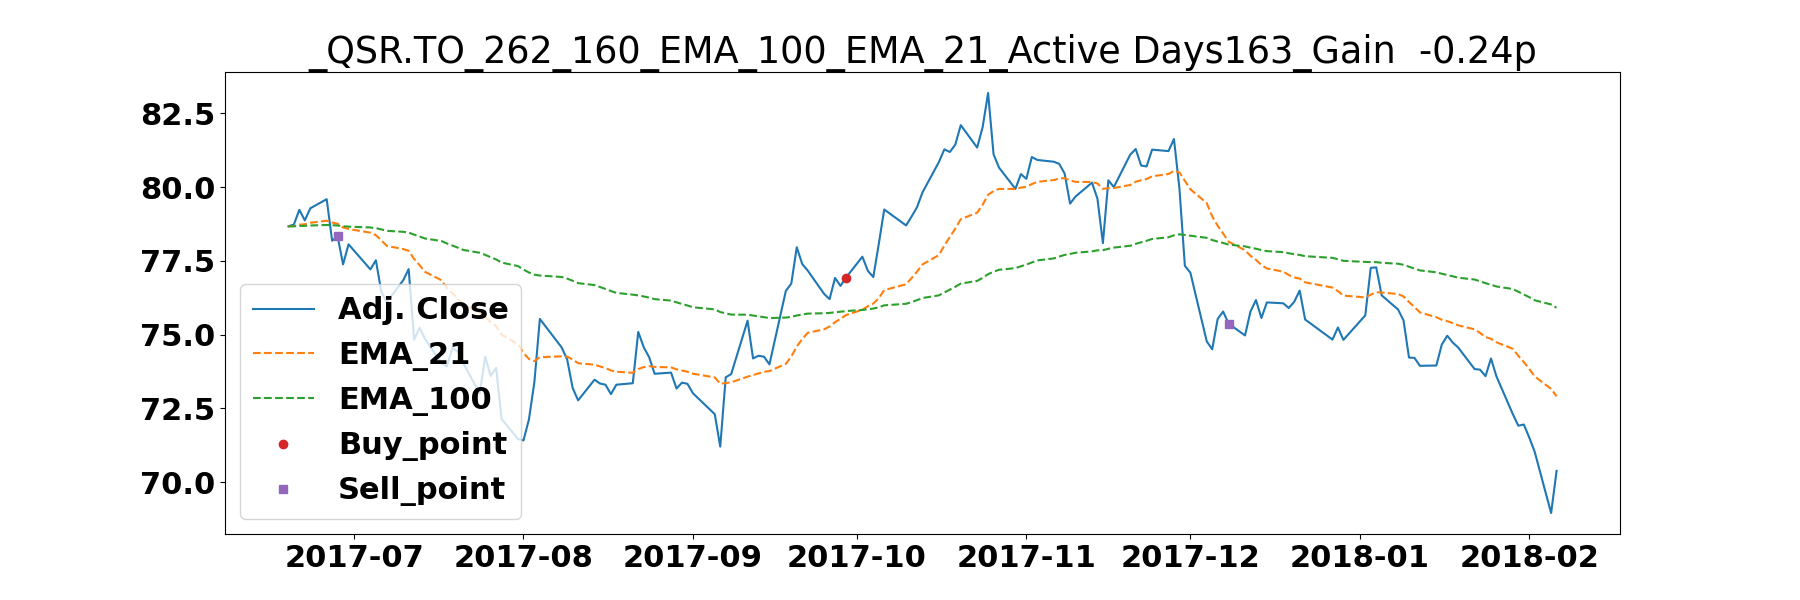 _QSR.TO_262_160_EMA_100_EMA_21_Active Days163_Gain  -0.24p
82.5
80.0
77.5
75.0
72.5
70.0
Adj. Close
EMA_21
EMA_100
Buy_point
Sell_point
2017-07 2017-08 2017-09 2017-10 2017-11 2017-12 2018-01 2018-02